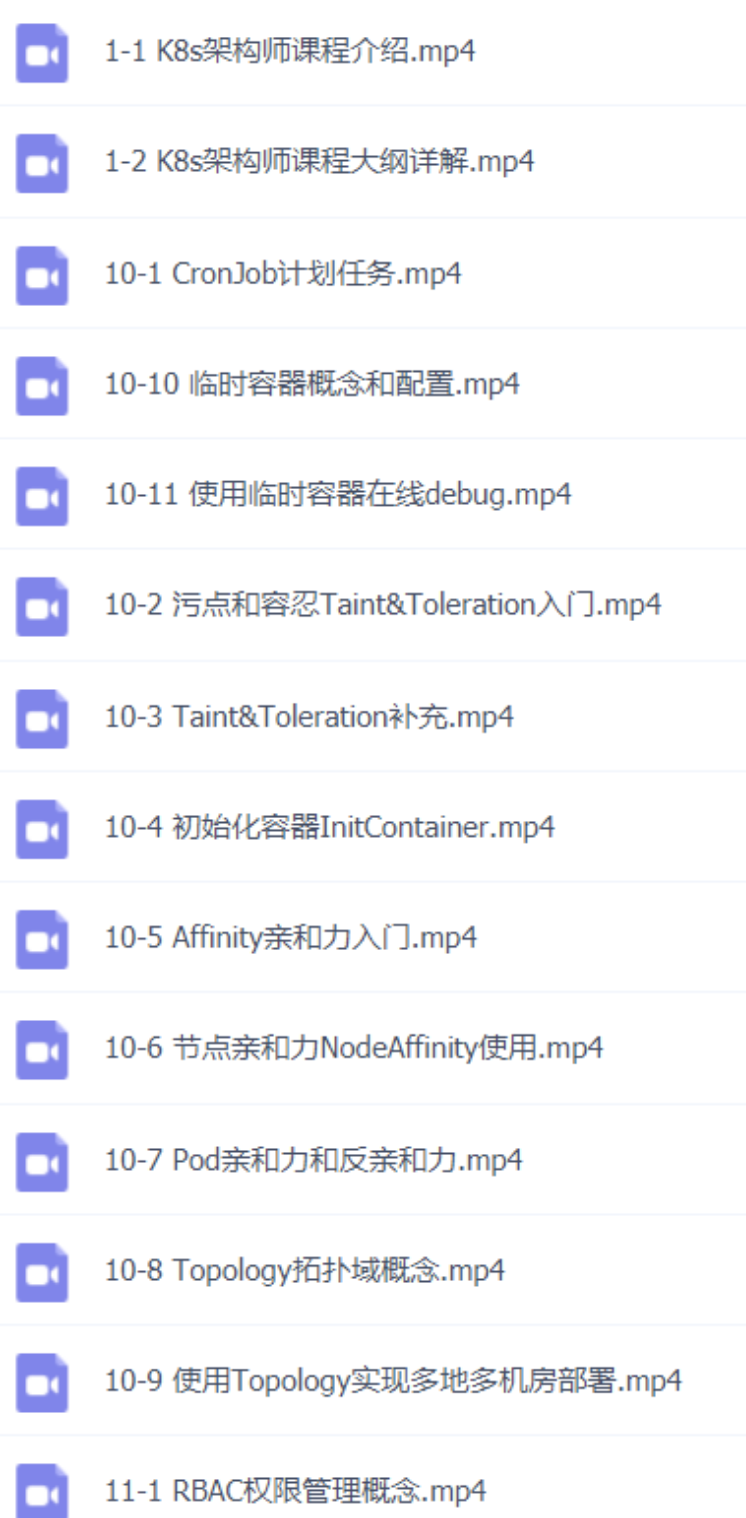 1-1 K8s架构师课程介绍.mp4
1-2 K8s架构师课程大纲详解.mp4
10-1 CronJob计划任务.mp4
10-10 临时容器概念和配置.mp4
10-11 使用临时容器在线debug.mp4
10-2 污点和容忍Taint&Toleration入门.mp4
10-3 Taint&Toleration补充.mp4
10-4 初始化容器InitContainer.mp4
10-5 Affinity亲和力入门.mp4
10-6 节点亲和力NodeAffinity使用.mp4
10-7 Pod亲和力和反亲和力.mp4
10-8 Topology拓扑域概念.mp4
10-9 使用Topology实现多地多机房部署.mp4
11-1 RBAC权限管理概念.mp4